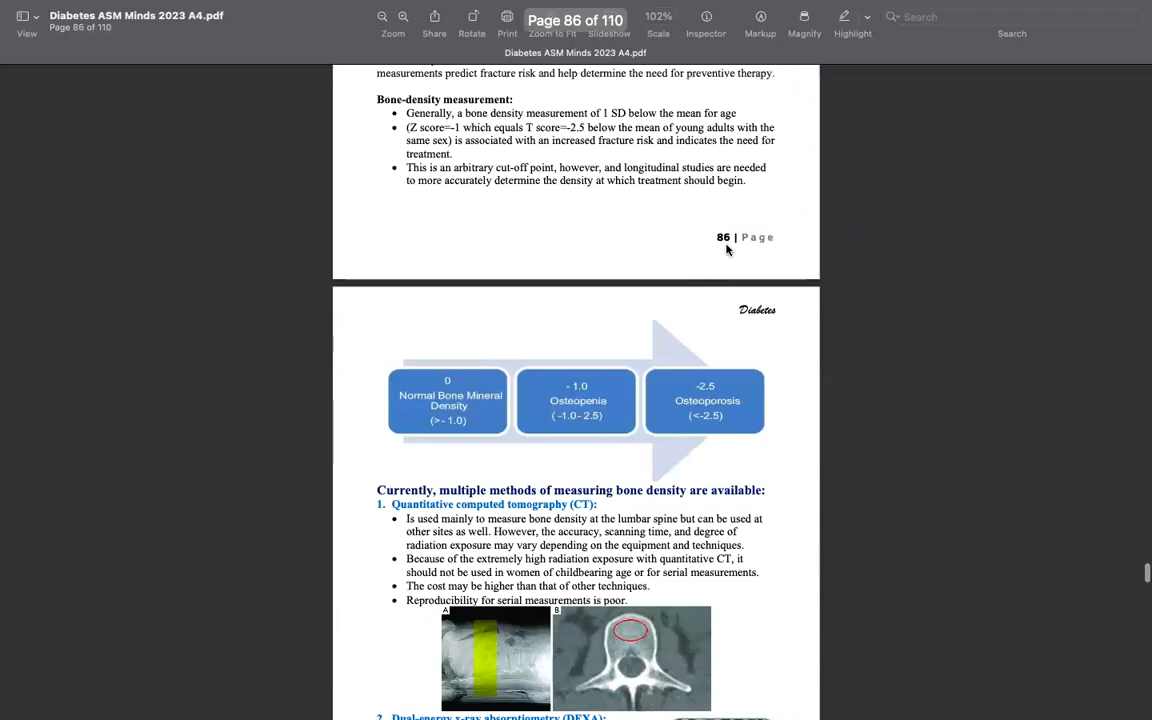 Diabetes ASM Minds 2023 A4.pdf
Page 86 of 110
View
Zoom
Share
Rotate
Print
Zoom to Fit
Slideshow
Page 86 of 110
102%
Scale
Inspector
Markup
Magnify
Highlight
Search
Search
Diabetes ASM Minds 2023 A4.pdf
measurements predict fracture risk and help determine the need for preventive therapy.
Bone-density measurement:
• Generally, a bone density measurement of 1 SD below the mean for age
• (Z score=-1 which equals T score=-2.5 below the mean of young adults with the
same sex) is associated with an increased fracture risk and indicates the need for
treatment.
• This is an arbitrary cut-off point, however, and longitudinal studies are needed
to more accurately determine the density at which treatment should begin.
86 | Page
Diabetes
0
Normal Bone Mineral
Density
(>- 1.0)
- 1.0
Osteopenia
( -1.0- 2.5)
-2.5
Osteoporosis
(<-2.5)
Currently, multiple methods of measuring bone density are available:
1. Quantitative computed tomography (CT):
• Is used mainly to measure bone density at the lumbar spine but can be used at
other sites as well. However, the accuracy, scanning time, and degree of
radiation exposure may vary depending on the equipment and techniques.
• Because of the extremely high radiation exposure with quantitative CT, it
should not be used in women of childbearing age or for serial measurements.
• The cost may be higher than that of other techniques.
• Reproducibility for serial measurements is poor.
A
B
2. Dual-energy x-ray absorptiometry (DEXA):